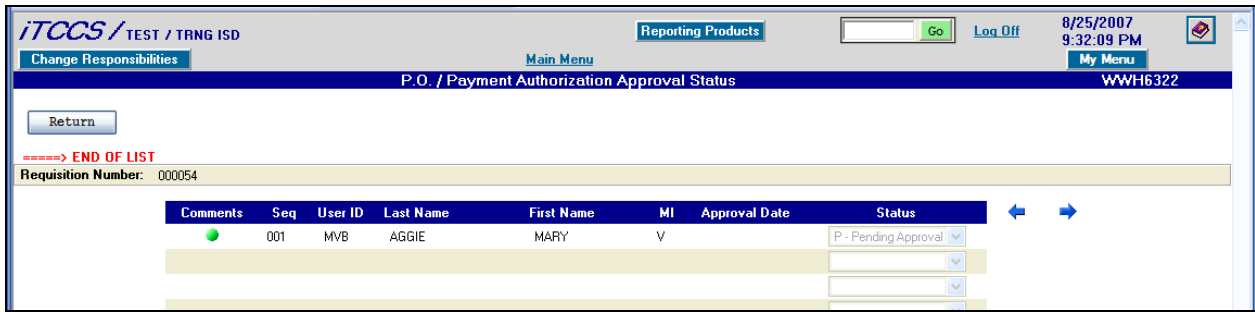 iTCCS / TEST / TRNG ISD Reporting Products Go Log Off 8/25/2007
9:32:09 PM
Change Responsibilities Main Menu My Menu
P.O. / Payment Authorization Approval Status WWH6322
Return
=====> END OF LIST
Requisition Number: 000054
Comments Seq User ID Last Name First Name MI Approval Date Status
001 MVB AGGIE MARY V P - Pending Approval